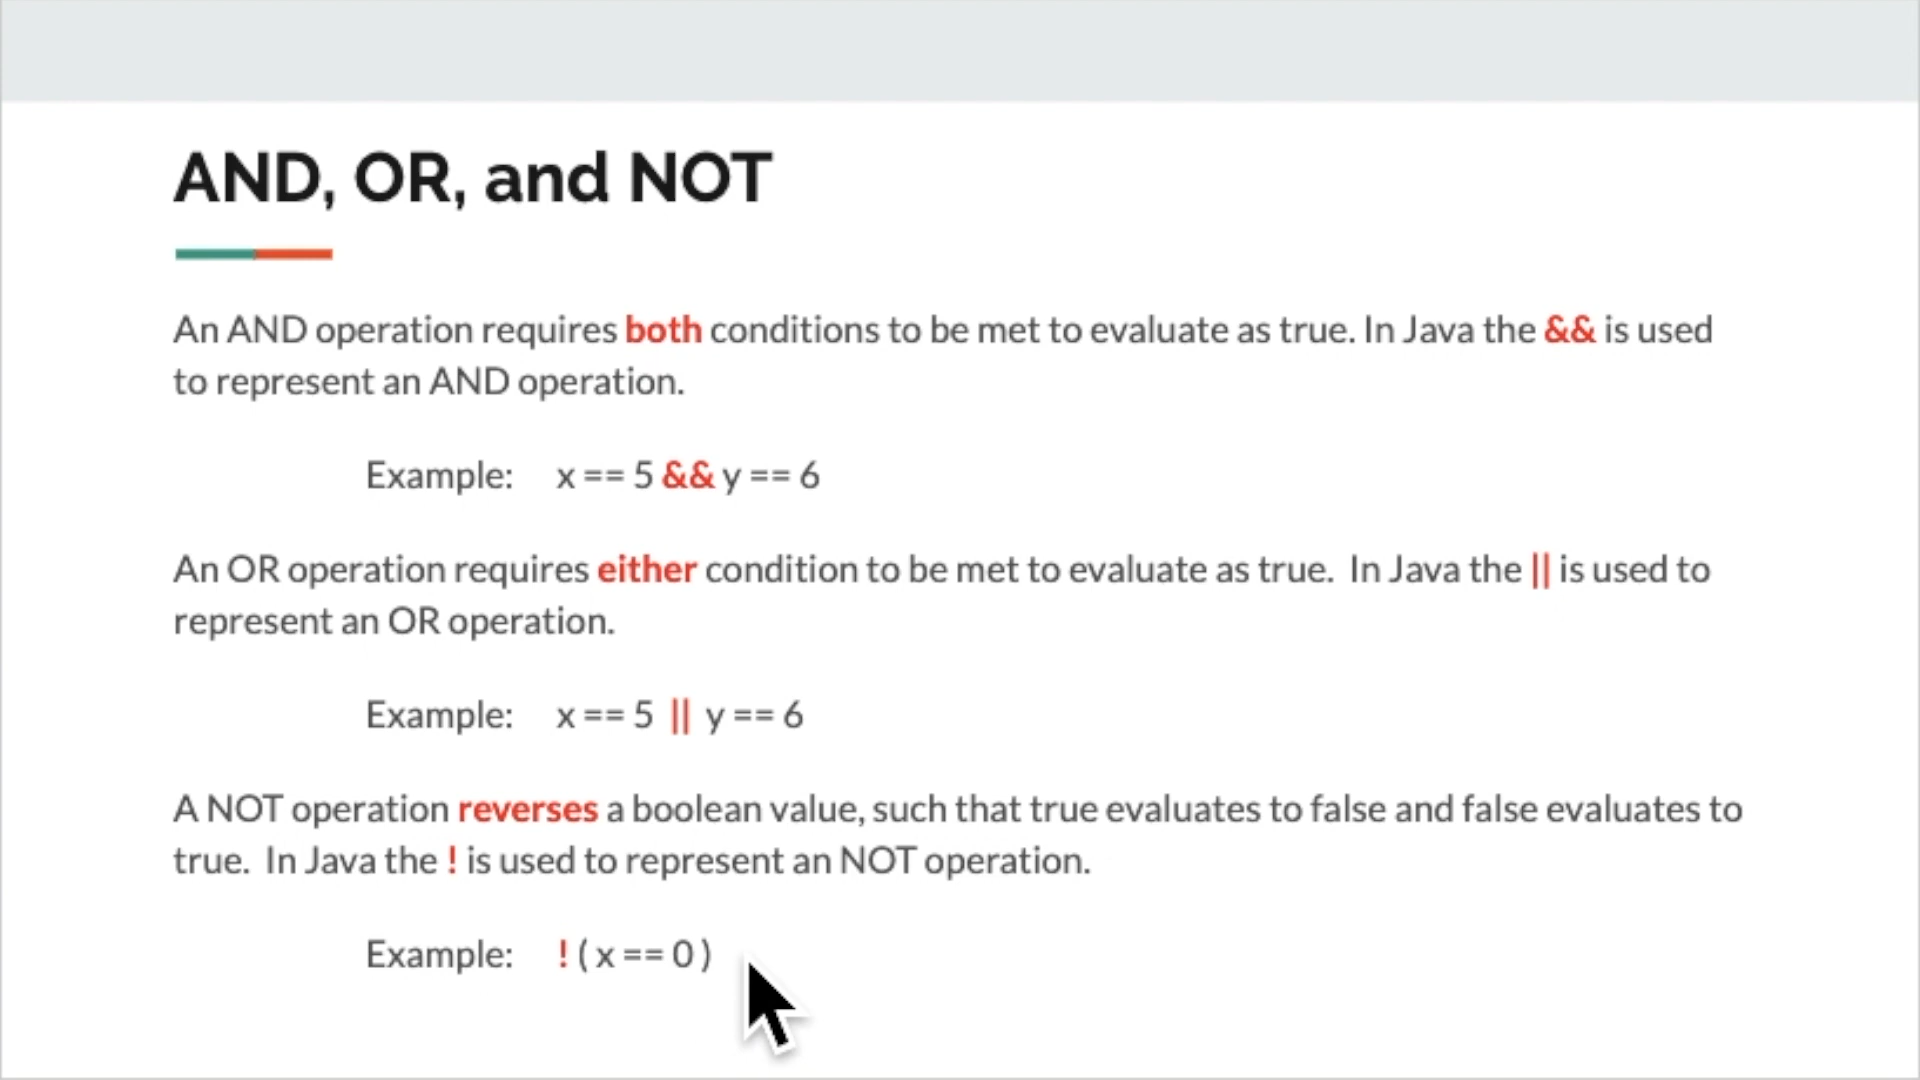 AND, OR, and NOT
An AND operation requires both conditions to be met to evaluate as true. In Java the && is used
to represent an AND operation.
Example: x == 5 && y == 6
An OR operation requires either condition to be met to evaluate as true. In Java the || is used to
represent an OR operation.
Example: x == 5 || y == 6
A NOT operation reverses a boolean value, such that true evaluates to false and false evaluates to
true. In Java the ! is used to represent an NOT operation.
Example: ! ( x == 0 )